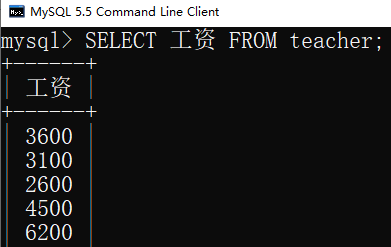 MySQL 5.5 Command Line Client
mysql> SELECT 工资 FROM teacher;
+------+
| 工资 |
+------+
| 3600 |
| 3100 |
| 2600 |
| 4500 |
| 6200 |